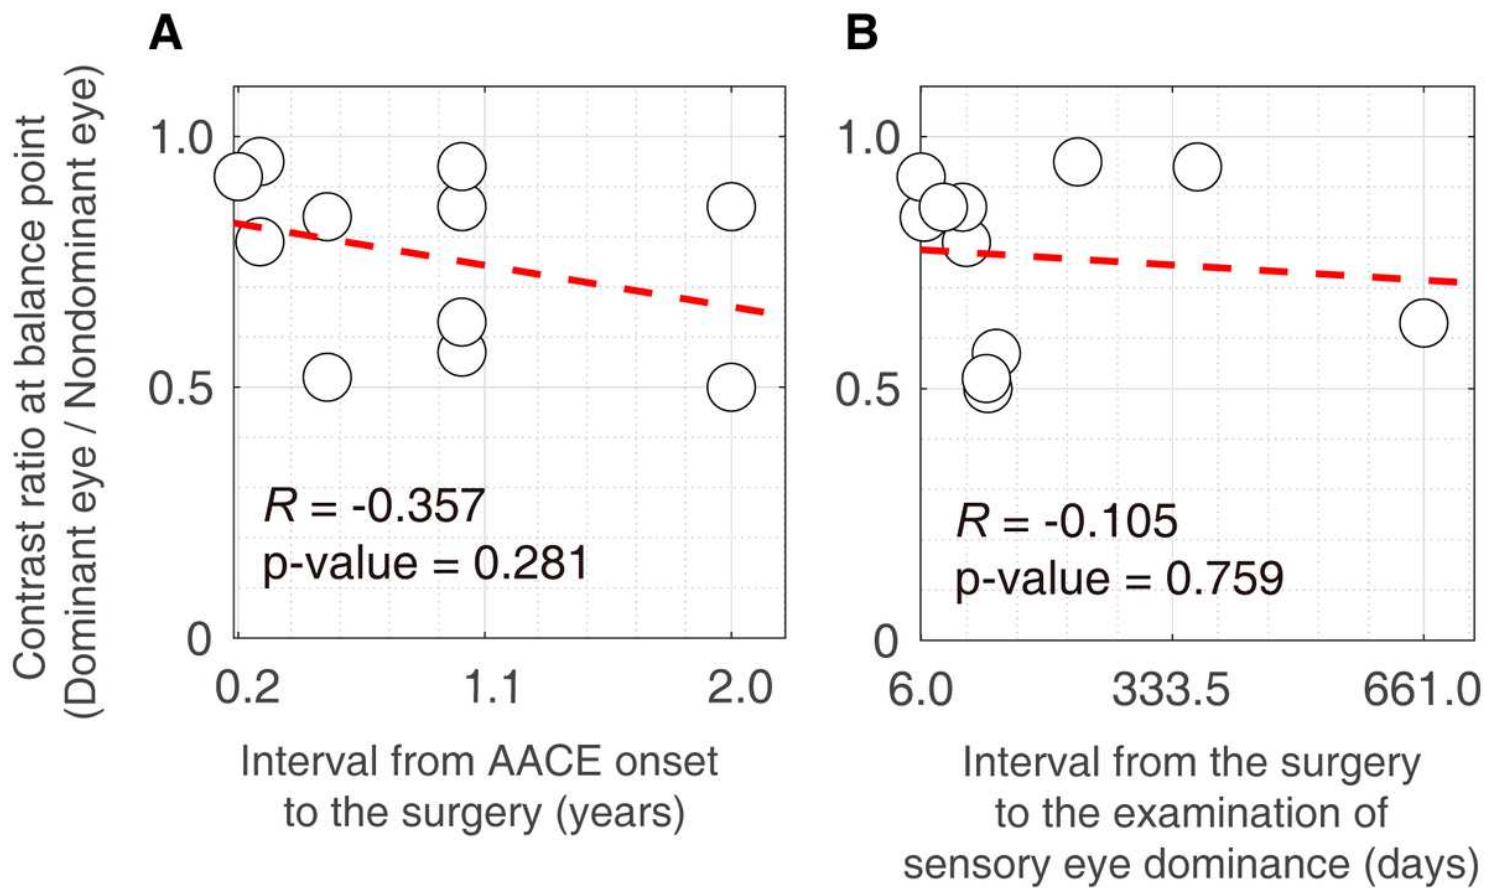 A
B
Contrast ratio at balance point
(Dominant eye / Nondominant eye)
1.0
0.5
0
R = -0.357
p-value = 0.281
0.2
1.1
2.0
Interval from AACE onset
to the surgery (years)
1.0
0.5
0
R = -0.105
p-value = 0.759
6.0
333.5
661.0
Interval from the surgery
to the examination of
sensory eye dominance (days)